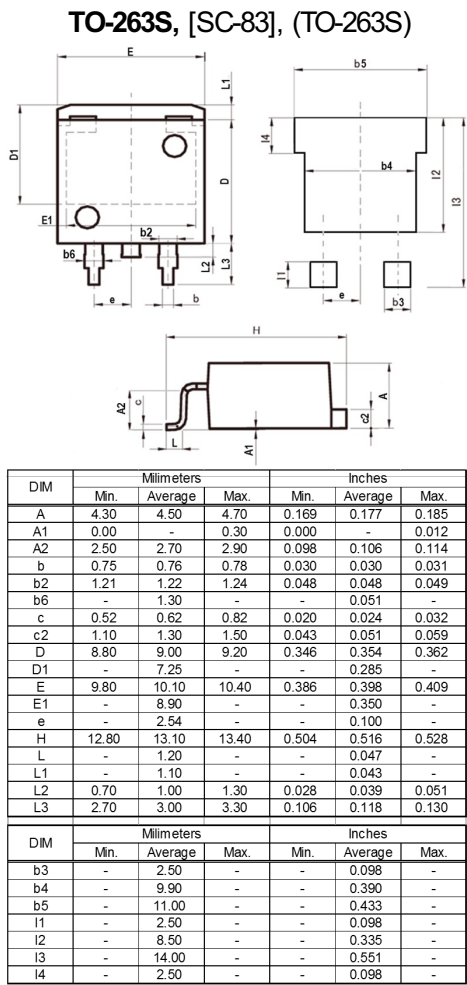 TO-263S, [SC-83], (TO-263S)
E
L1
D1
D
E1
b2
b6
L2
L3
e
b
b5
l4
b4
l2
l3
l1
e
b3
H
A2
c
L
A1
c2
A
DIM Milimeters Inches
Min. Average Max. Min. Average Max.
A 4.30 4.50 4.70 0.169 0.177 0.185
A1 0.00 - 0.30 0.000 - 0.012
A2 2.50 2.70 2.90 0.098 0.106 0.114
b 0.75 0.76 0.78 0.030 0.030 0.031
b2 1.21 1.22 1.24 0.048 0.048 0.049
b6 - 1.30 - - 0.051 -
c 0.52 0.62 0.82 0.020 0.024 0.032
c2 1.10 1.30 1.50 0.043 0.051 0.059
D 8.80 9.00 9.20 0.346 0.354 0.362
D1 - 7.25 - - 0.285 -
E 9.80 10.10 10.40 0.386 0.398 0.409
E1 - 8.90 - - 0.350 -
e - 2.54 - - 0.100 -
H 12.80 13.10 13.40 0.504 0.516 0.528
L - 1.20 - - 0.047 -
L1 - 1.10 - - 0.043 -
L2 0.70 1.00 1.30 0.028 0.039 0.051
L3 2.70 3.00 3.30 0.106 0.118 0.130
DIM Milimeters Inches
Min. Average Max. Min. Average Max.
b3 - 2.50 - - 0.098 -
b4 - 9.90 - - 0.390 -
b5 - 11.00 - - 0.433 -
l1 - 2.50 - - 0.098 -
l2 - 8.50 - - 0.335 -
l3 - 14.00 - - 0.551 -
l4 - 2.50 - - 0.098 -